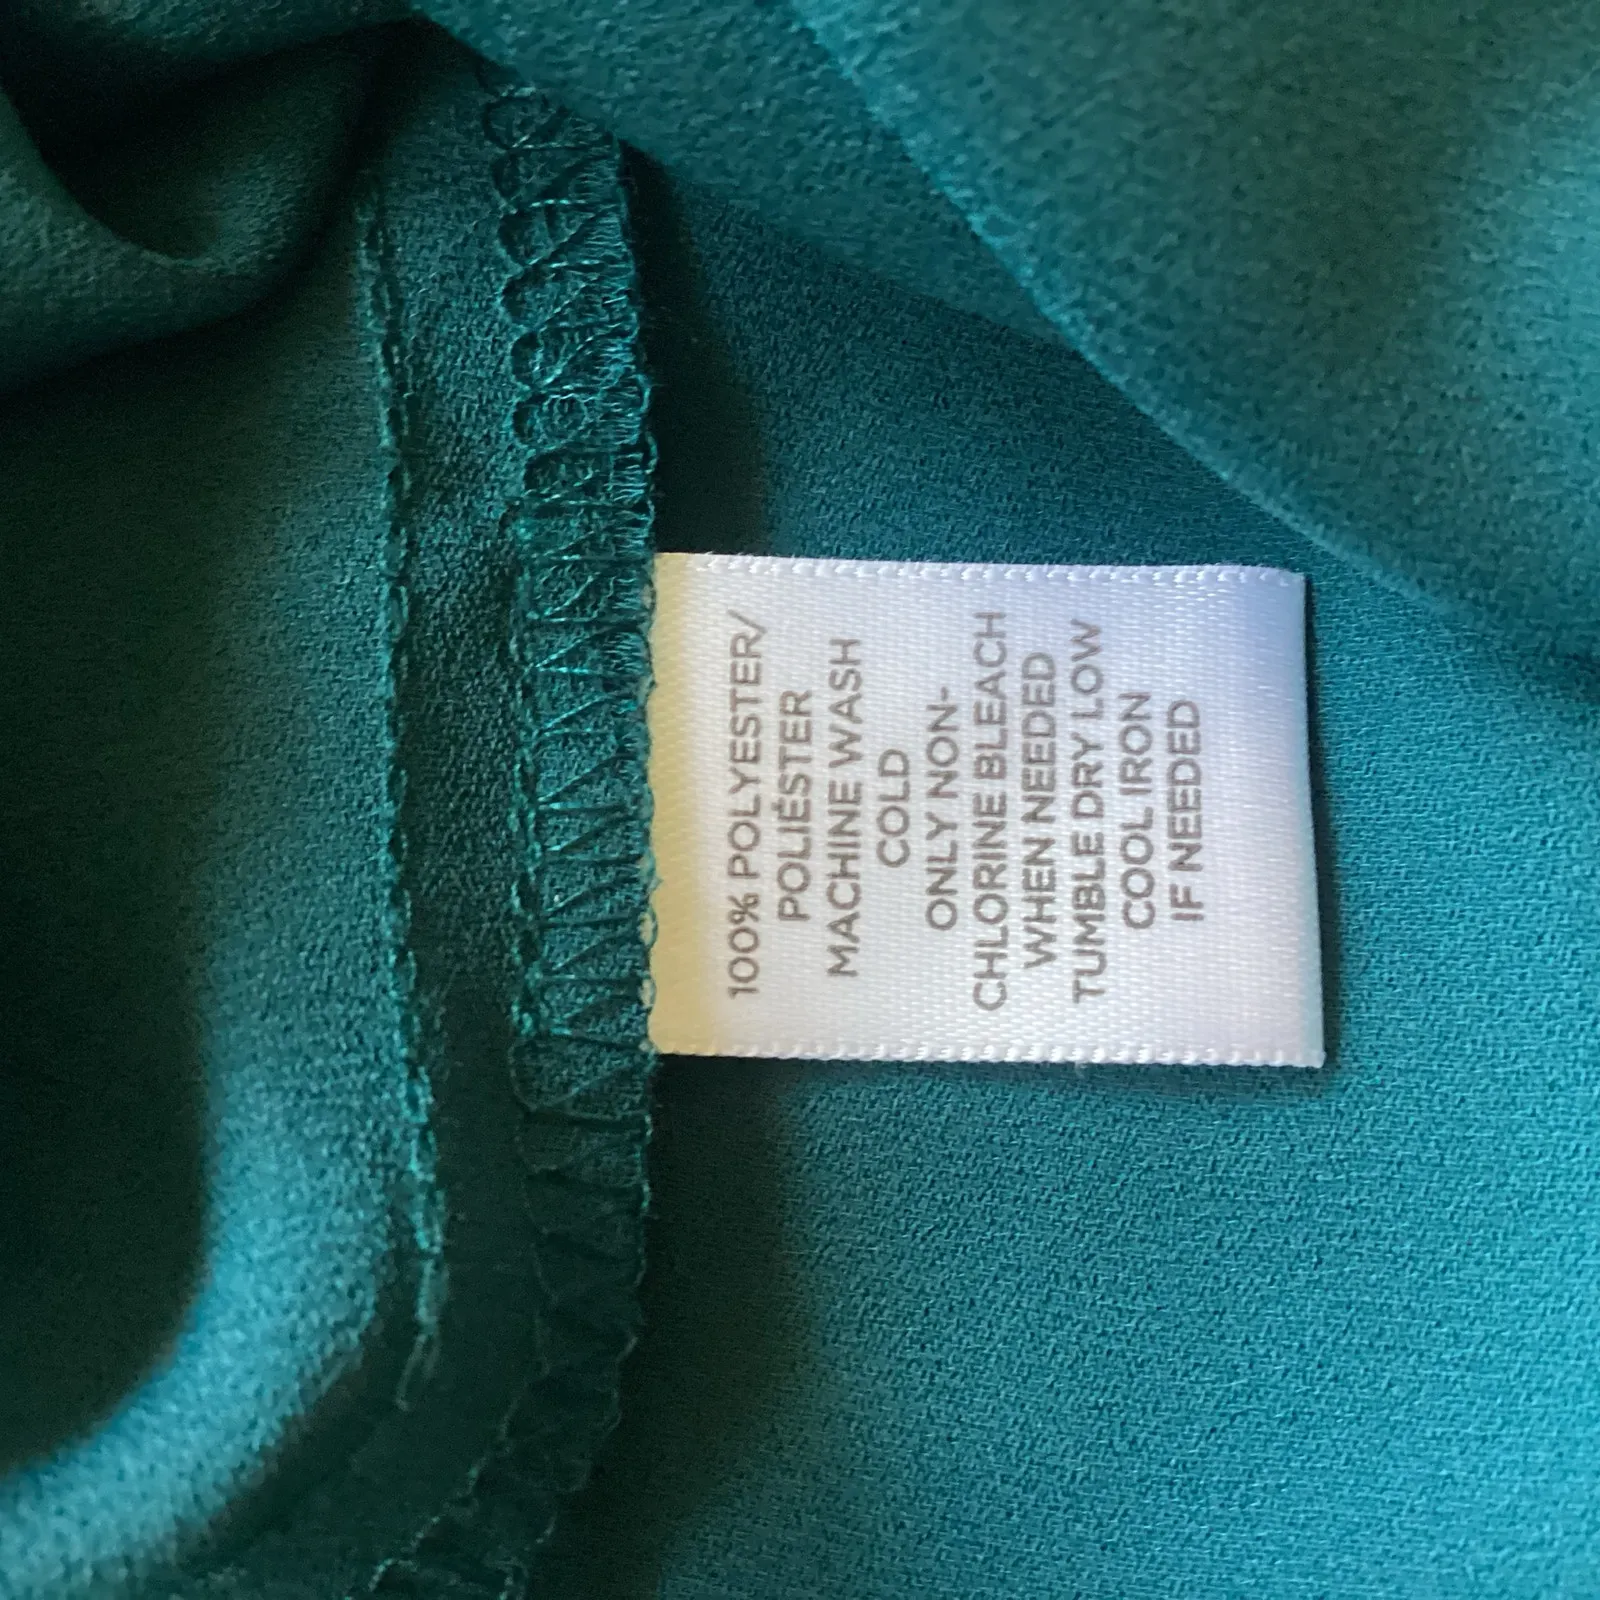 100% POLYESTER/
POLIÉSTER
MACHINE WASH
COLD
ONLY NON-
CHLORINE BLEACH
WHEN NEEDED
TUMBLE DRY LOW
COOL IRON
IF NEEDED